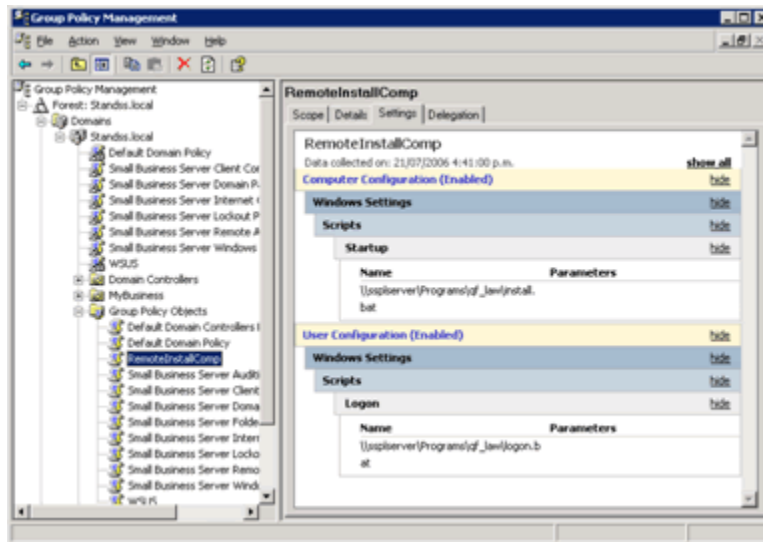 Group Policy Management
File Action View Window Help
Group Policy Management
Forest: Standss.local
Domains
Standss.local
Default Domain Policy
Small Business Server Client Cor
Small Business Server Domain Pa
Small Business Server Internet C
Small Business Server Lockout P
Small Business Server Remote A
Small Business Server Windows
WSUS
Domain Controllers
MyBusiness
Group Policy Objects
Default Domain Controllers
Default Domain Policy
RemoteInstallComp
Small Business Server Auditi
Small Business Server Client
Small Business Server Doma
Small Business Server Folde
Small Business Server Intern
Small Business Server Locko
Small Business Server Remo
Small Business Server Windo
WSUS
RemoteInstallComp
Scope Details Settings Delegation
RemoteInstallComp
Data collected on: 21/07/2006 4:41:00 p.m. show all
Computer Configuration (Enabled) hide
Windows Settings hide
Scripts hide
Startup hide
Name Parameters
\\ssplserver\Programs\qf_law\install.
bat
User Configuration (Enabled) hide
Windows Settings hide
Scripts hide
Logon hide
Name Parameters
\\ssplserver\Programs\qf_law\logon.b
at